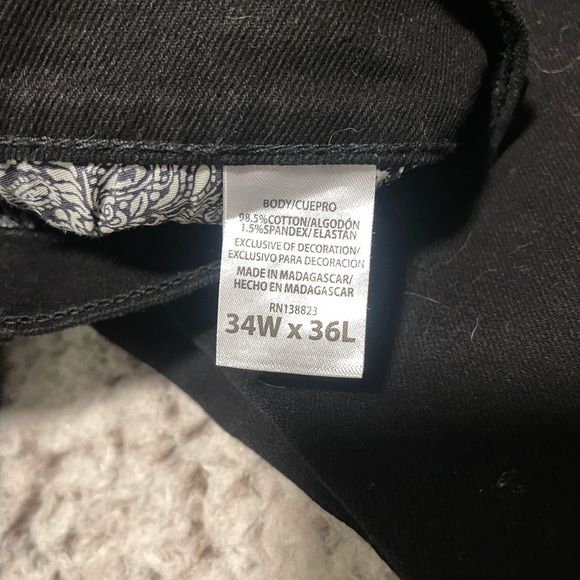 BODY/CUEPRO
98.5%COTTON/ALGODÓN
1.5%SPANDEX/ELASTÁN
EXCLUSIVE OF DECORATION/
EXCLUSIVO PARA DECORACIÓN
MADE IN MADAGASCAR/
HECHO EN MADAGASCAR
RN138823
34W x 36L